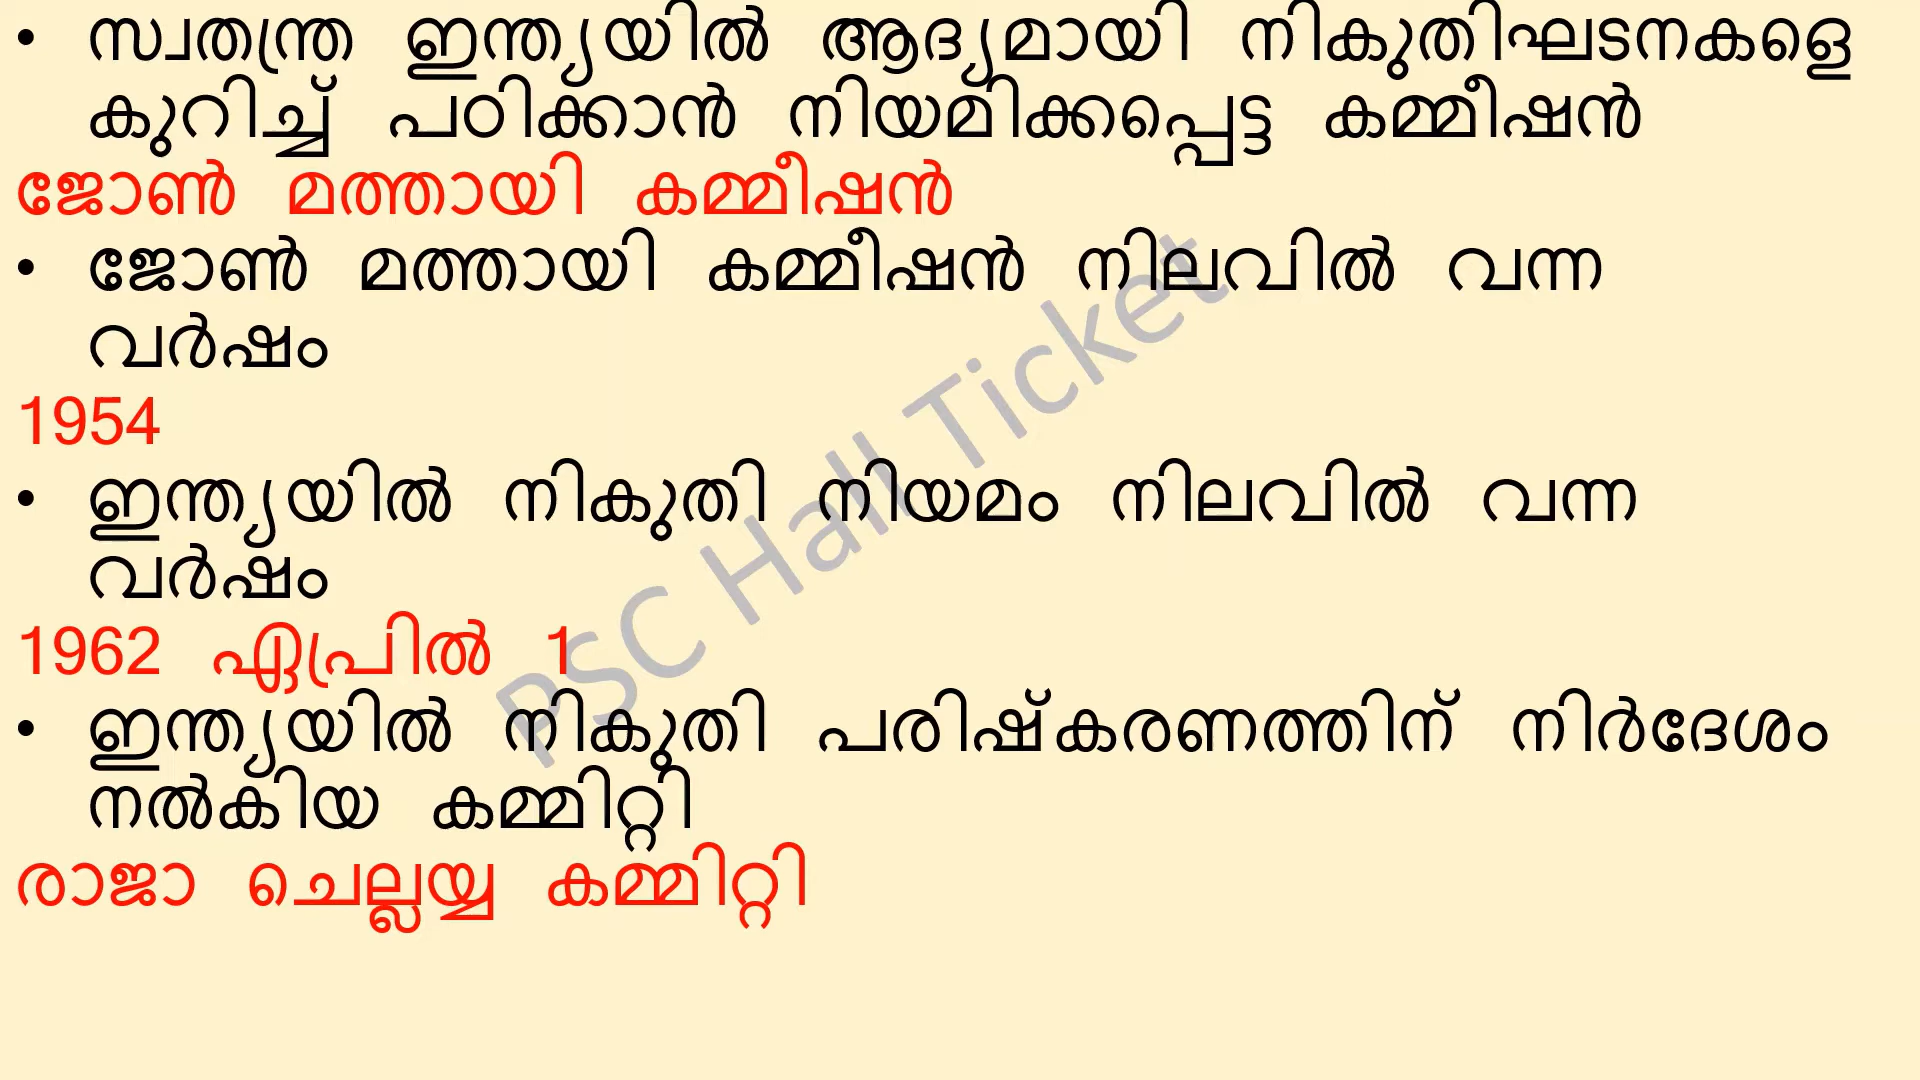 • സ്വതന്ത്ര ഇന്ത്യയിൽ ആദ്യമായി നികുതിഘടനകളെ
കുറിച്ച് പഠിക്കാൻ നിയമിക്കപ്പെട്ട കമ്മീഷൻ
ജോൺ മത്തായി കമ്മീഷൻ
• ജോൺ മത്തായി കമ്മീഷൻ നിലവിൽ വന്ന
വർഷം
1954
• ഇന്ത്യയിൽ നികുതി നിയമം നിലവിൽ വന്ന
വർഷം
1962 ഏപ്രിൽ 1
• ഇന്ത്യയിൽ നികുതി പരിഷ്കരണത്തിന് നിർദേശം
നൽകിയ കമ്മിറ്റി
രാജാ ചെല്ലയ്യ കമ്മിറ്റി
PSC Hall Ticket